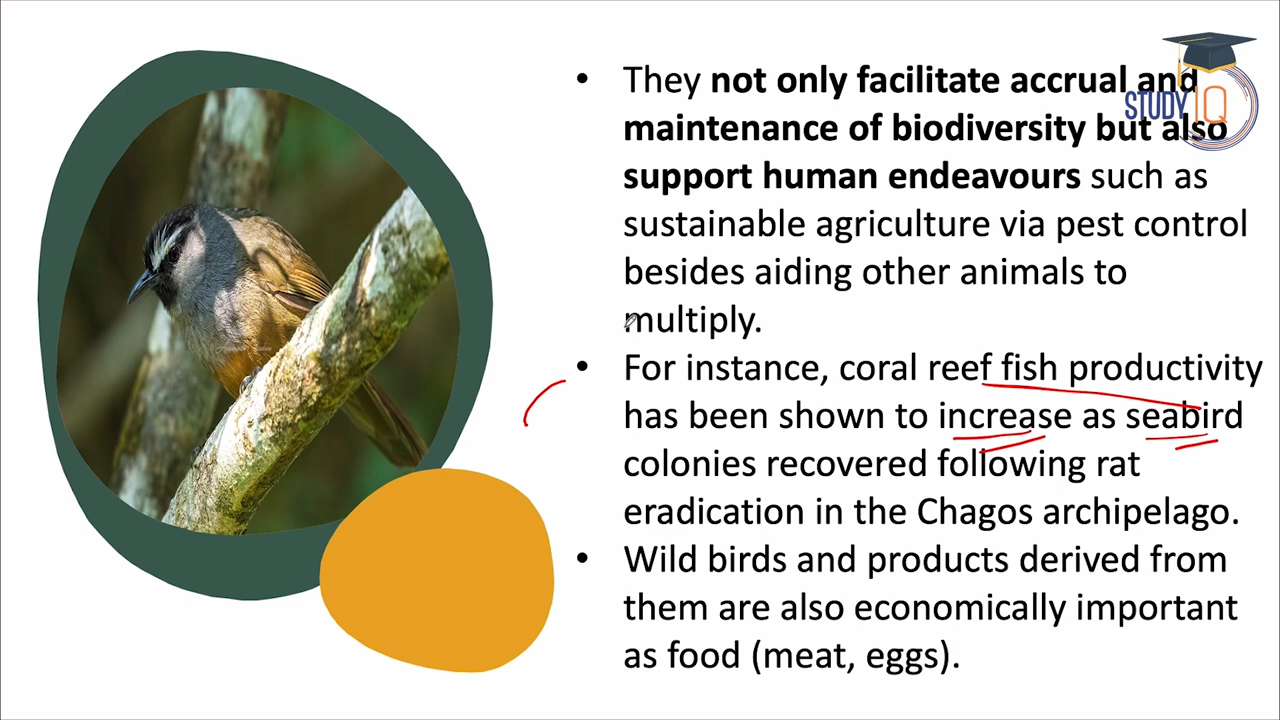 STUDY IQ
• They not only facilitate accrual and
maintenance of biodiversity but also
support human endeavours such as
sustainable agriculture via pest control
besides aiding other animals to
multiply.
• For instance, coral reef fish productivity
has been shown to increase as seabird
colonies recovered following rat
eradication in the Chagos archipelago.
• Wild birds and products derived from
them are also economically important
as food (meat, eggs).